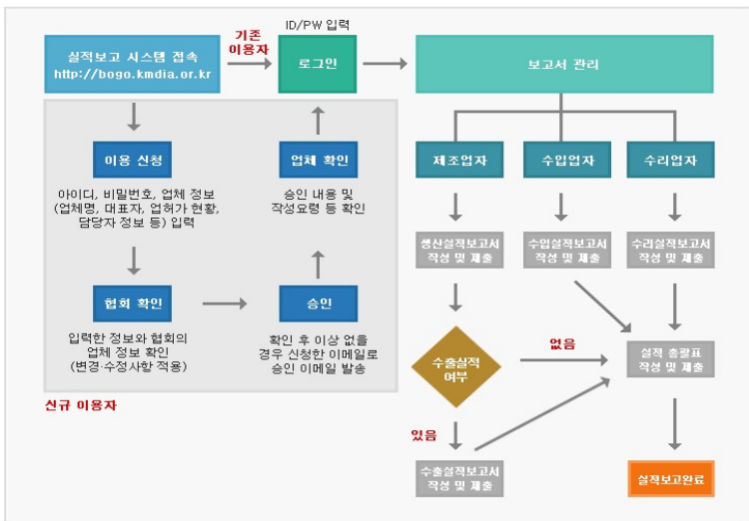 ID/PW 입력
실적보고 시스템 접속
http://bogo.kmdia.or.kr
기존
이용자
로그인
보고서 관리
이용 신청
아이디, 비밀번호, 업체 정보
(업체명, 대표자, 업허가 현황,
담당자 정보 등) 입력
업체 확인
승인 내용 및
작성요령 등 확인
협회 확인
입력한 정보와 협회의
업체 정보 확인
(변경·수정사항 적용)
승인
확인 후 이상 없을
경우 신청한 이메일로
승인 이메일 발송
신규 이용자
제조업자
수입업자
수리업자
생산실적보고서
작성 및 제출
수입실적보고서
작성 및 제출
수리실적보고서
작성 및 제출
수출실적
여부
없음
실적 총괄표
작성 및 제출
있음
수출실적보고서
작성 및 제출
실적보고완료